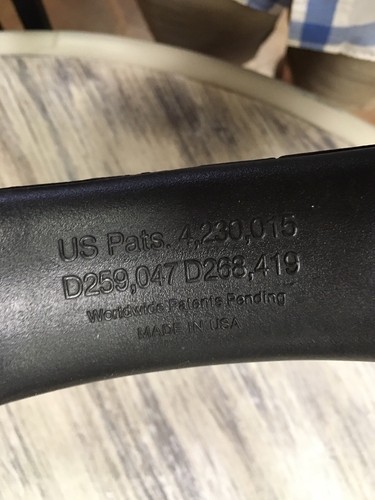 US Pats. 4,230,015
D259,047 D268,419
Worldwide Patents Pending
MADE IN USA